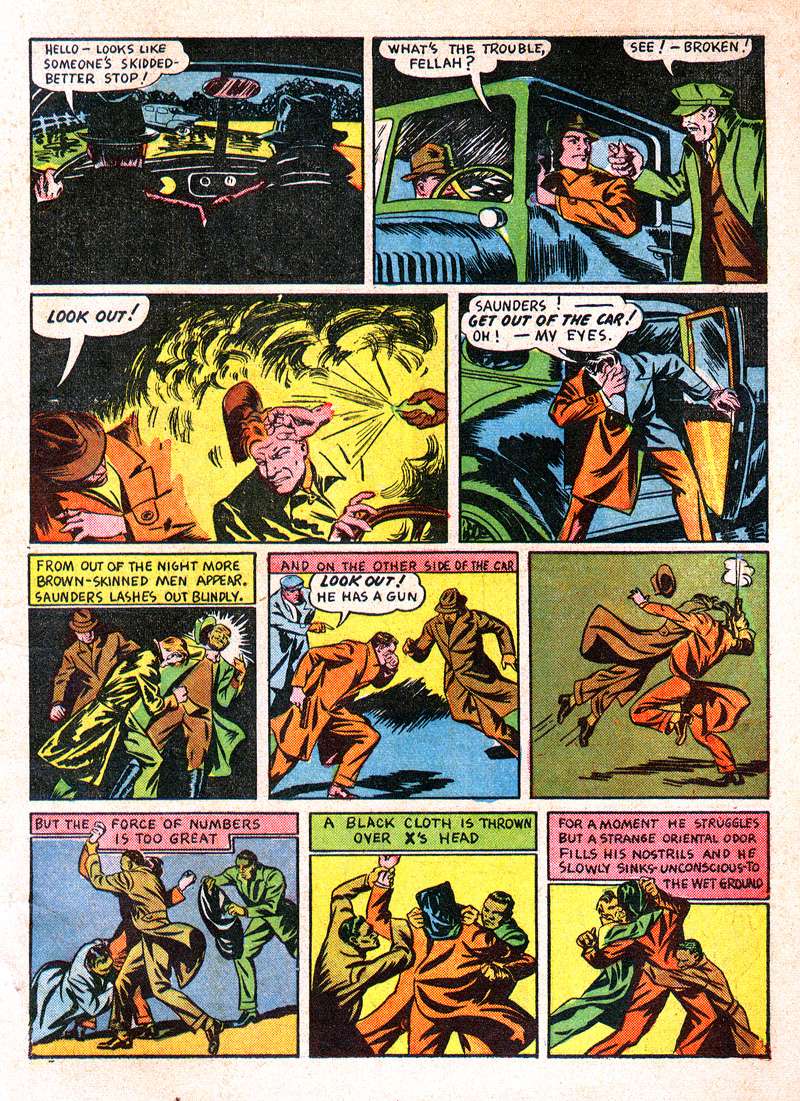 HELLO - LOOKS LIKE
SOMEONE'S SKIDDED-
BETTER STOP!
WHAT'S THE TROUBLE,
FELLAH?
SEE! - BROKEN!
LOOK OUT!
SAUNDERS! —
GET OUT OF THE CAR!
OH! — MY EYES.
FROM OUT OF THE NIGHT MORE
BROWN-SKINNED MEN APPEAR.
SAUNDERS LASHES OUT BLINDLY.
AND ON THE OTHER SIDE OF THE CAR
LOOK OUT!
HE HAS A GUN
BUT THE FORCE OF NUMBERS
IS TOO GREAT
A BLACK CLOTH IS THROWN
OVER X'S HEAD
FOR A MOMENT HE STRUGGLES
BUT A STRANGE ORIENTAL ODOR
FILLS HIS NOSTRILS AND HE
SLOWLY SINKS-UNCONSCIOUS-TO
THE WET GROUND